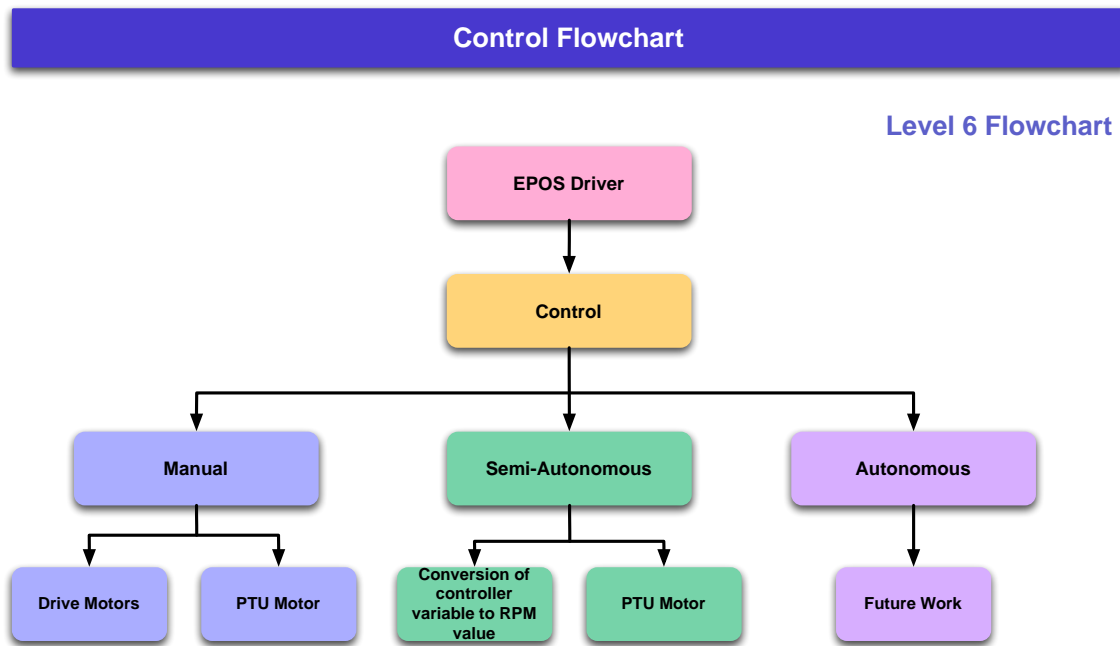 Control Flowchart
Level 6 Flowchart
EPOS Driver
Control
Manual
Semi-Autonomous
Autonomous
Drive Motors
PTU Motor
Conversion of
controller
variable to RPM
value
PTU Motor
Future Work